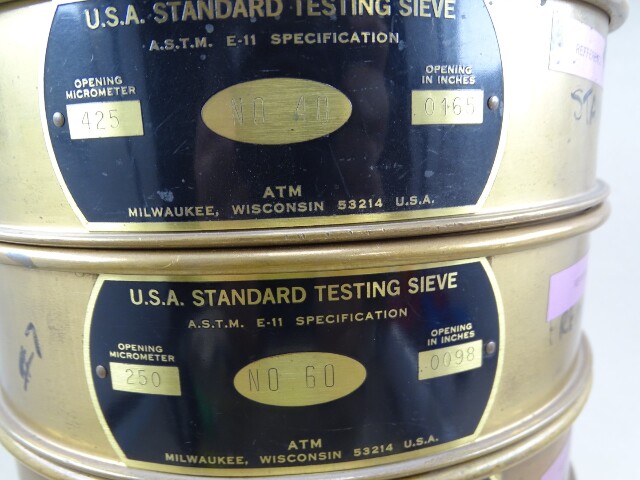 U.S.A. STANDARD TESTING SIEVE
A.S.T.M. E-11 SPECIFICATION
OPENING
MICROMETER
425
NO 40
OPENING
IN INCHES
0165
ATM
MILWAUKEE, WISCONSIN 53214 U.S.A.
U.S.A. STANDARD TESTING SIEVE
A.S.T.M. E-11 SPECIFICATION
OPENING
MICROMETER
250
NO 60
OPENING
IN INCHES
.0098
ATM
MILWAUKEE, WISCONSIN 53214 U.S.A.
#7